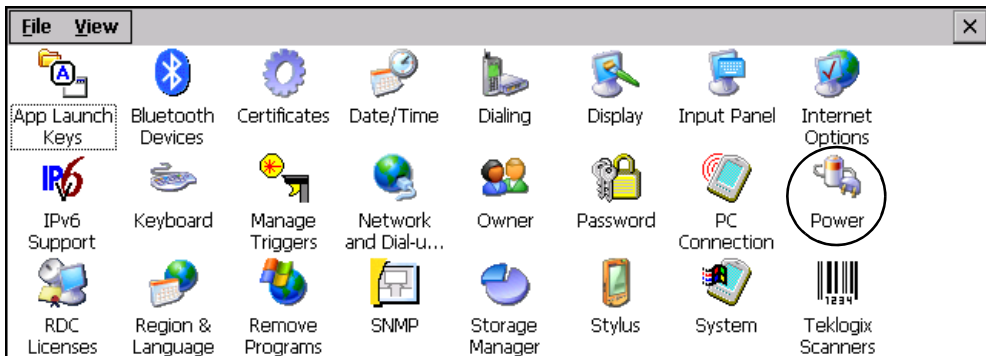 File View
App Launch Keys
Bluetooth Devices
Certificates
Date/Time
Dialing
Display
Input Panel
Internet Options
IPv6
IPv6 Support
Keyboard
Manage Triggers
Network and Dial-u...
Owner
Password
PC Connection
Power
RDC Licenses
Region & Language
Remove Programs
SNMP
Storage Manager
Stylus
System
1234
Teklogix Scanners